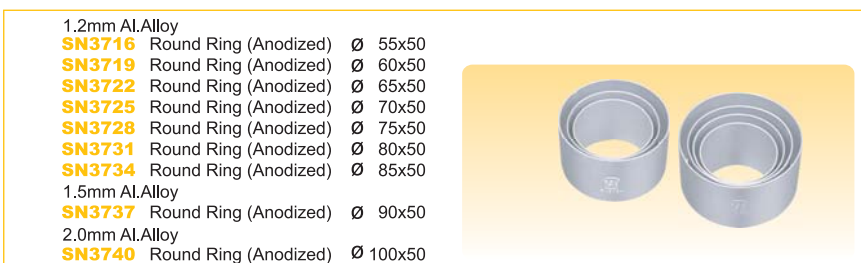 1.2mm Al.Alloy
SN3716 Round Ring (Anodized) Ø 55x50
SN3719 Round Ring (Anodized) Ø 60x50
SN3722 Round Ring (Anodized) Ø 65x50
SN3725 Round Ring (Anodized) Ø 70x50
SN3728 Round Ring (Anodized) Ø 75x50
SN3731 Round Ring (Anodized) Ø 80x50
SN3734 Round Ring (Anodized) Ø 85x50
1.5mm Al.Alloy
SN3737 Round Ring (Anodized) Ø 90x50
2.0mm Al.Alloy
SN3740 Round Ring (Anodized) Ø 100x50